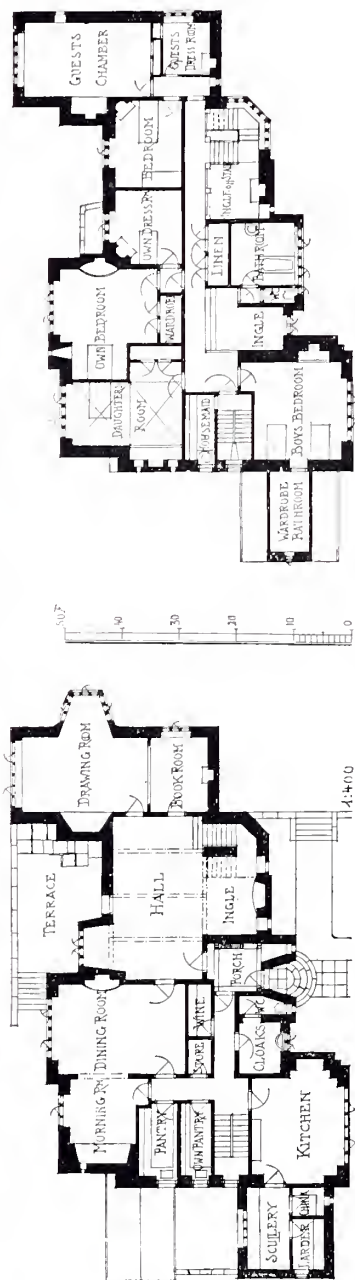 GUESTS
CHAMBER
GUESTS
DRESS ROOM
BEDROOM
OWN DRESS RM
OWN BEDROOM
WARDROBE
DAUGHTERS
ROOM
LINEN
BATHROOM
WC
INGLE
HOUSEMAID
BOYS BEDROOM
WARDROBE
BATHROOM
50 F
40
30
20
10
0
DRAWING ROOM
BOOK ROOM
TERRACE
HALL
INGLE
PORCH
DINING ROOM
MORNING RM
WINE
STORE
WC
CLOAKS
PANTRY
OWN PANTRY
KITCHEN
SCULLERY
CHINA
LARDER
1:400